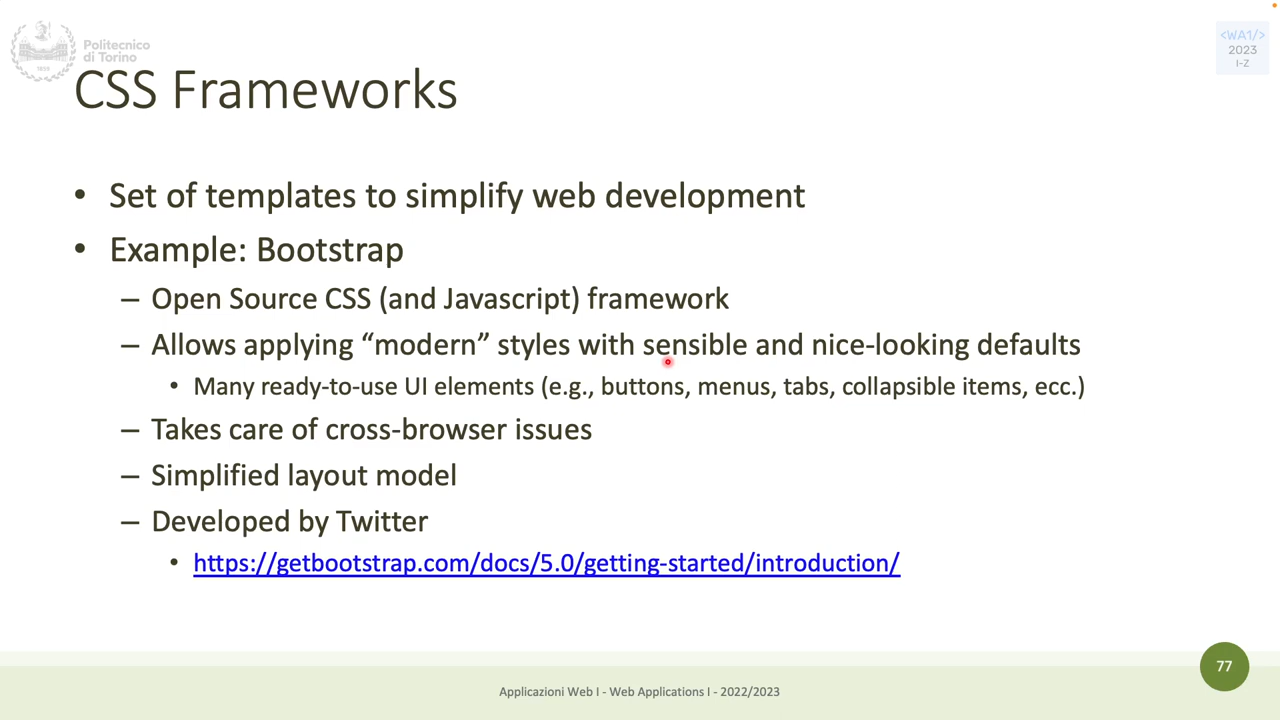 Politecnico
di Torino
1859
<WA1/>
2023
I-Z
CSS Frameworks
• Set of templates to simplify web development
• Example: Bootstrap
– Open Source CSS (and Javascript) framework
– Allows applying “modern” styles with sensible and nice-looking defaults
• Many ready-to-use UI elements (e.g., buttons, menus, tabs, collapsible items, ecc.)
– Takes care of cross-browser issues
– Simplified layout model
– Developed by Twitter
• https://getbootstrap.com/docs/5.0/getting-started/introduction/
77
Applicazioni Web I - Web Applications I - 2022/2023